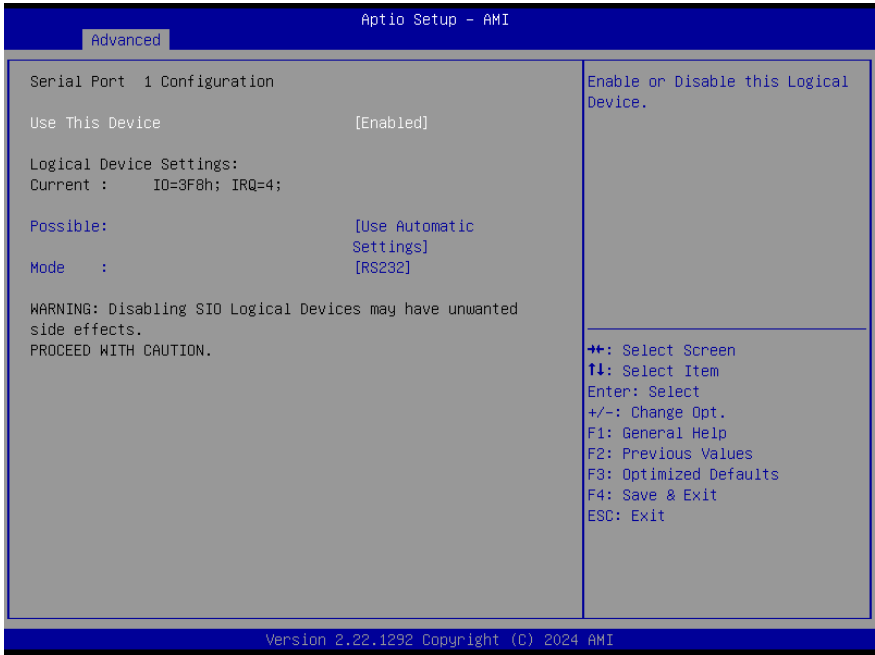 Aptio Setup – AMI
Advanced
Serial Port 1 Configuration
Use This Device [Enabled]
Logical Device Settings:
Current : IO=3F8h; IRQ=4;
Possible: [Use Automatic
Settings]
Mode : [RS232]
WARNING: Disabling SIO Logical Devices may have unwanted
side effects.
PROCEED WITH CAUTION.
Enable or Disable this Logical
Device.
→←: Select Screen
↑↓: Select Item
Enter: Select
+/-: Change Opt.
F1: General Help
F2: Previous Values
F3: Optimized Defaults
F4: Save & Exit
ESC: Exit
Version 2.22.1292 Copyright (C) 2024 AMI